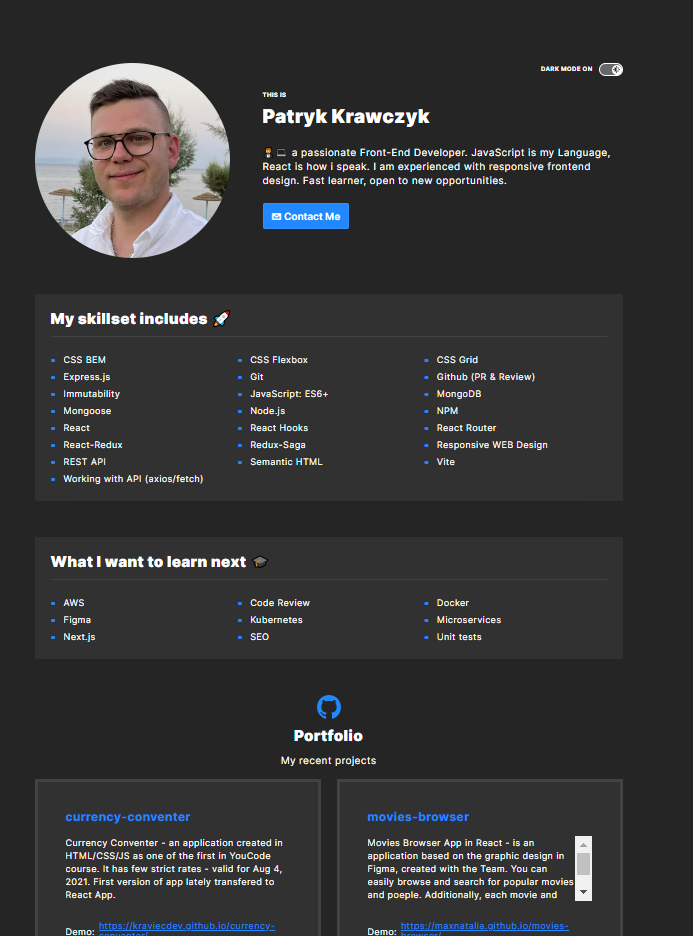 DARK MODE ON
THIS IS
Patryk Krawczyk
a passionate Front-End Developer. JavaScript is my Language,
React is how i speak. I am experienced with responsive frontend
design. Fast learner, open to new opportunities.
Contact Me
My skillset includes 🚀
CSS BEM
CSS Flexbox
CSS Grid
Express.js
Git
Github (PR & Review)
Immutability
JavaScript: ES6+
MongoDB
Mongoose
Node.js
NPM
React
React Hooks
React Router
React-Redux
Redux-Saga
Responsive WEB Design
REST API
Semantic HTML
Vite
Working with API (axios/fetch)
What I want to learn next 🎓
AWS
Code Review
Docker
Figma
Kubernetes
Microservices
Next.js
SEO
Unit tests
Portfolio
My recent projects
currency-conventer
Currency Conventer - an application created in
HTML/CSS/JS as one of the first in YouCode
course. It has few strict rates - valid for Aug 4,
2021. First version of app lately transfered to
React App.
Demo: https://kraviecdev.github.io/currency-
conventer/
movies-browser
Movies Browser App in React - is an
application based on the graphic design in
Figma, created with the Team. You can
easily browse and search for popular movies
and poeple. Additionally, each movie and
Demo: https://maxnatalia.github.io/movies-
browser/